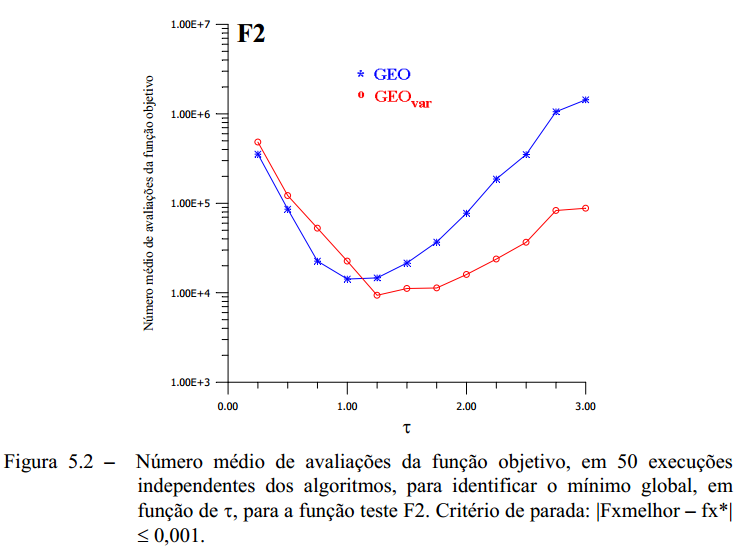 1.00E+7
F2
GEO
GEOvar
1.00E+6
1.00E+5
1.00E+4
1.00E+3
Número médio de avaliações da função objetivo
0.00
1.00
2.00
3.00
τ
Figura 5.2 – Número médio de avaliações da função objetivo, em 50 execuções
independentes dos algoritmos, para identificar o mínimo global, em
função de τ, para a função teste F2. Critério de parada: |Fxmelhor – fx*|
≤ 0,001.